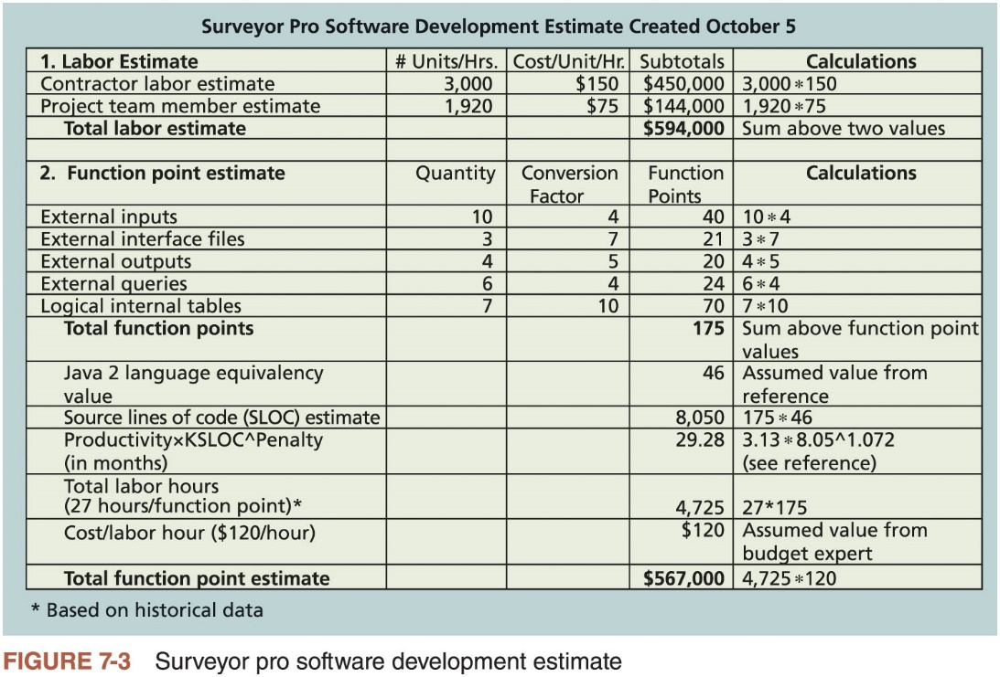 Surveyor Pro Software Development Estimate Created October 5
1. Labor Estimate # Units/Hrs. Cost/Unit/Hr. Subtotals Calculations
Contractor labor estimate 3,000 $150 $450,000 3,000 * 150
Project team member estimate 1,920 $75 $144,000 1,920 * 75
Total labor estimate $594,000 Sum above two values
2. Function point estimate Quantity Conversion Function Calculations
Factor Points
External inputs 10 4 40 10 * 4
External interface files 3 7 21 3 * 7
External outputs 4 5 20 4 * 5
External queries 6 4 24 6 * 4
Logical internal tables 7 10 70 7 * 10
Total function points 175 Sum above function point
values
Java 2 language equivalency 46 Assumed value from
value reference
Source lines of code (SLOC) estimate 8,050 175 * 46
Productivity×KSLOC^Penalty 29.28 3.13 * 8.05^1.072
(in months) (see reference)
Total labor hours
(27 hours/function point)* 4,725 27*175
Cost/labor hour ($120/hour) $120 Assumed value from
budget expert
Total function point estimate $567,000 4,725 * 120
* Based on historical data
FIGURE 7-3 Surveyor pro software development estimate